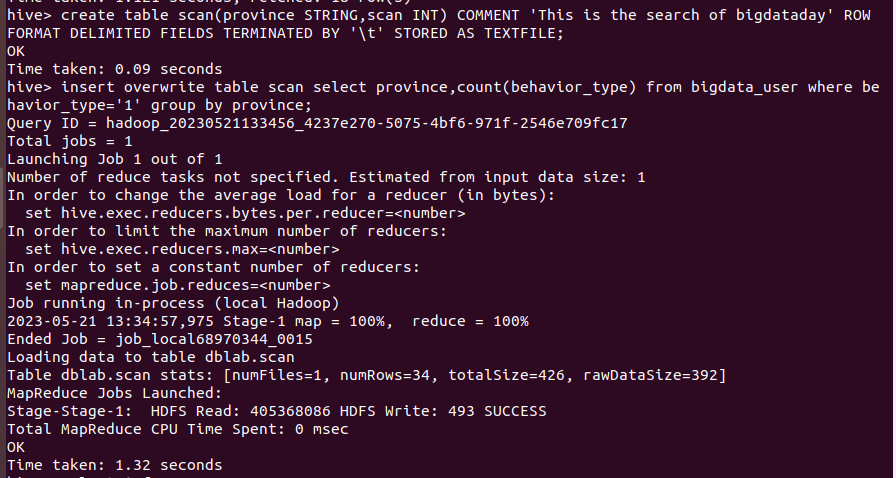 hive> create table scan(province STRING,scan INT) COMMENT 'This is the search of bigdataday' ROW
FORMAT DELIMITED FIELDS TERMINATED BY '\t' STORED AS TEXTFILE;
OK
Time taken: 0.09 seconds
hive> insert overwrite table scan select province,count(behavior_type) from bigdata_user where be
havior_type='1' group by province;
Query ID = hadoop_20230521133456_4237e270-5075-4bf6-971f-2546e709fc17
Total jobs = 1
Launching Job 1 out of 1
Number of reduce tasks not specified. Estimated from input data size: 1
In order to change the average load for a reducer (in bytes):
  set hive.exec.reducers.bytes.per.reducer=<number>
In order to limit the maximum number of reducers:
  set hive.exec.reducers.max=<number>
In order to set a constant number of reducers:
  set mapreduce.job.reduces=<number>
Job running in-process (local Hadoop)
2023-05-21 13:34:57,975 Stage-1 map = 100%,  reduce = 100%
Ended Job = job_local68970344_0015
Loading data to table dblab.scan
Table dblab.scan stats: [numFiles=1, numRows=34, totalSize=426, rawDataSize=392]
MapReduce Jobs Launched:
Stage-Stage-1:  HDFS Read: 405368086 HDFS Write: 493 SUCCESS
Total MapReduce CPU Time Spent: 0 msec
OK
Time taken: 1.32 seconds